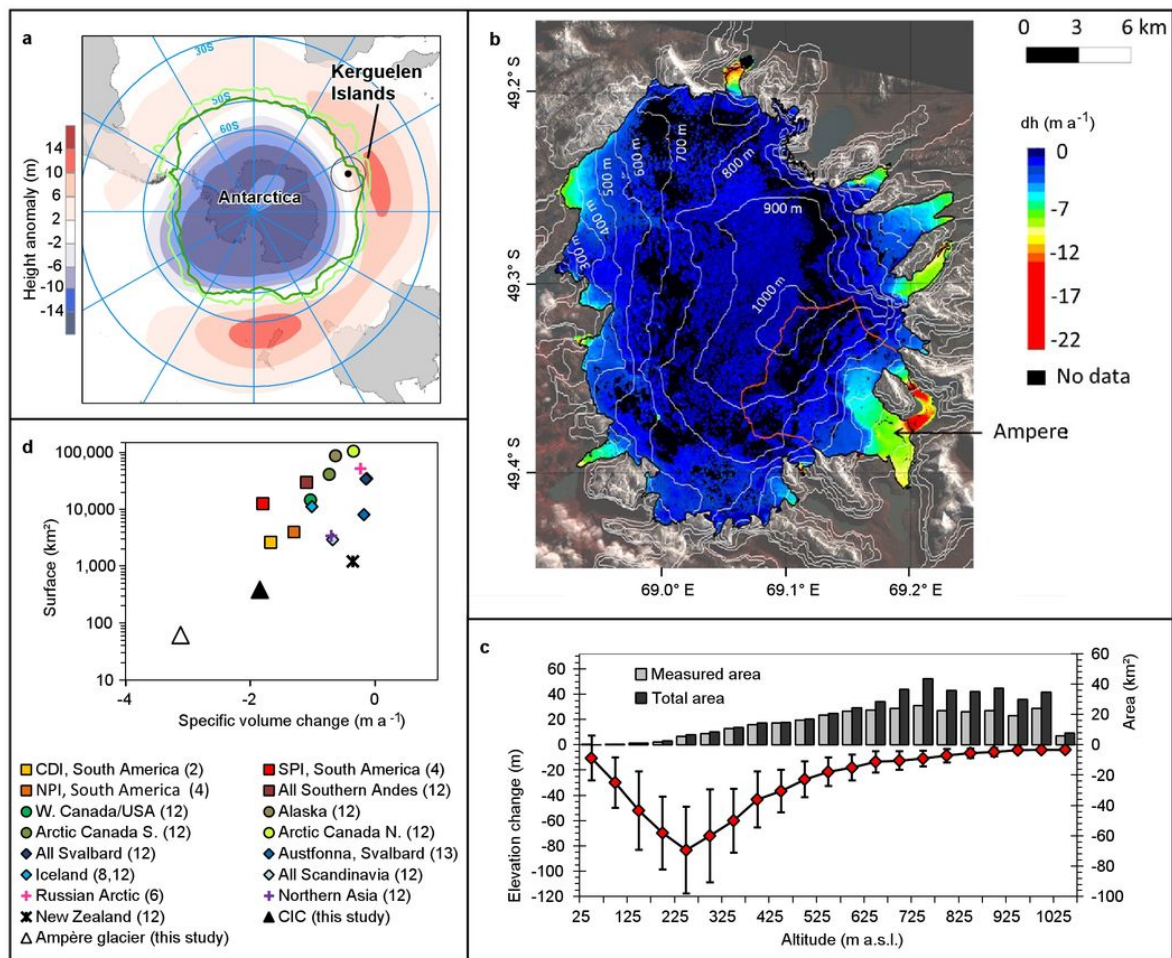 a
30S
50S
60S
Kerguelen
Islands
Antarctica
Height anomaly (m)
14
10
6
2
-2
-6
-10
-14
b
0 3 6 km
49.2° S
49.3° S
49.4° S
69.0° E 69.1° E 69.2° E
300 m
400 m
500 m
600 m
700 m
800 m
900 m
1000 m
dh (m a-1)
0
-7
-12
-17
-22
No data
Ampere
d
Surface (km²)
100,000
10,000
1,000
100
10
-4 -2 0
Specific volume change (m a -1)
CDI, South America (2)
SPI, South America (4)
NPI, South America (4)
All Southern Andes (12)
W. Canada/USA (12)
Alaska (12)
Arctic Canada S. (12)
Arctic Canada N. (12)
All Svalbard (12)
Austfonna, Svalbard (13)
Iceland (8,12)
All Scandinavia (12)
Russian Arctic (6)
Northern Asia (12)
New Zealand (12)
CIC (this study)
Ampère glacier (this study)
c
Measured area
Total area
Elevation change (m)
60
40
20
0
-20
-40
-60
-80
-100
-120
Area (km²)
60
40
20
0
-20
-40
-60
-80
-100
25 125 225 325 425 525 625 725 825 925 1025
Altitude (m a.s.l.)